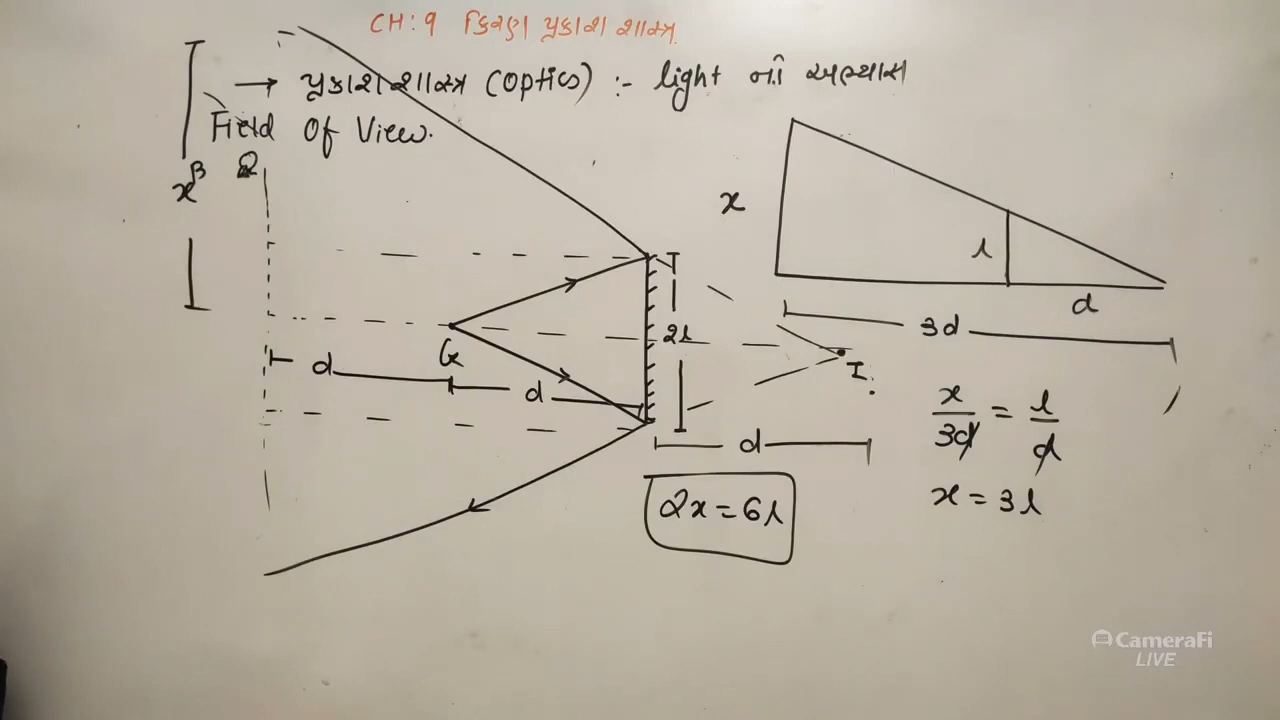 CH: 9 કિરણ પ્રકાશ શાસ્ત્ર
→ પ્રકાશ શાસ્ત્ર (Optics) :- light નો અભ્યાસ
Field Of View.
x
x
l
d
3d
2l
G
I
d
d
d
x/3d = l/d
x = 3l
2x = 6l
CameraFi
LIVE